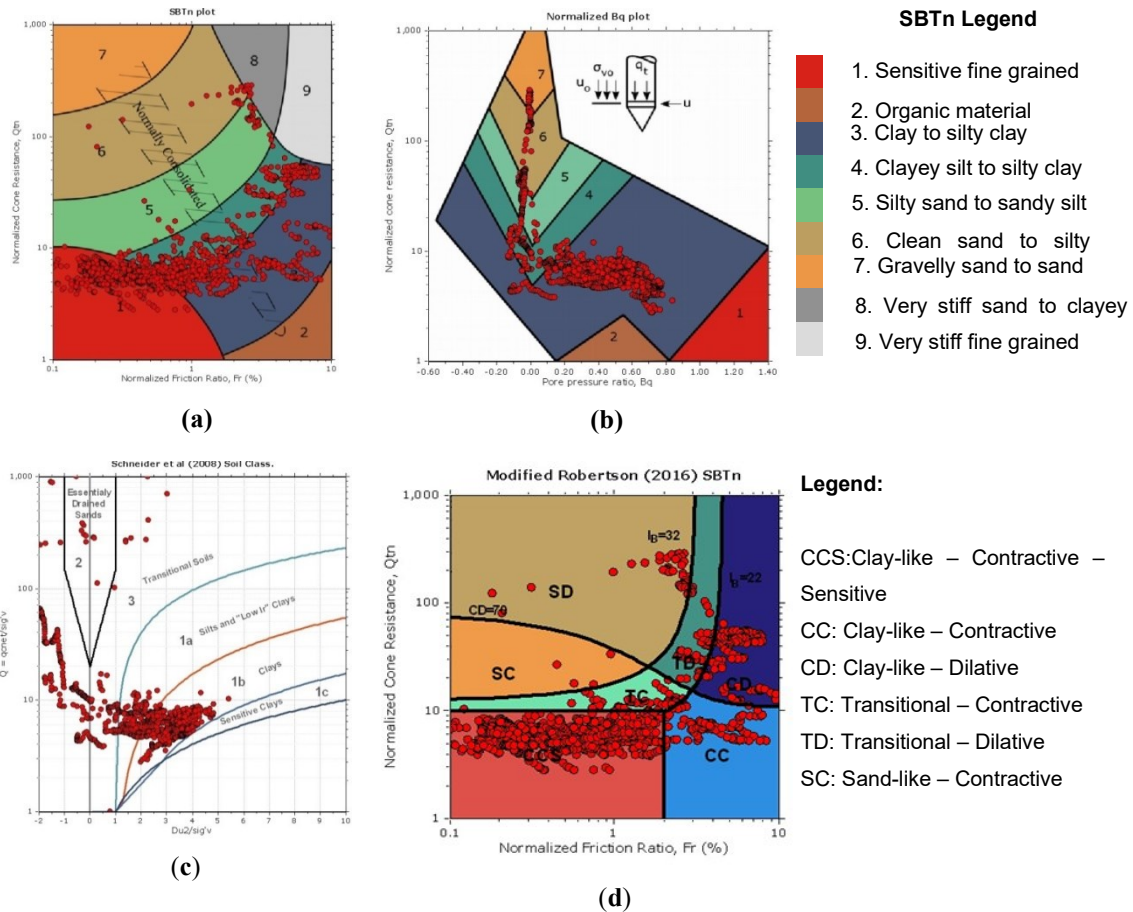 SBTn plot
1,000
100
10
1
0.1
1
10
Normalized Cone Resistance, Qtn
Normalized Friction Ratio, Fr (%)
7
8
9
6
5
1
2
Normally Consolidated
(a)
Normalized Bq plot
1,000
100
10
1
-0.60
-0.40
-0.20
0.00
0.20
0.40
0.60
0.80
1.00
1.20
1.40
Normalized cone resistance, Qtn
Pore pressure ratio, Bq
7
6
5
4
2
1
uo
σvo
qt
u
(b)
SBTn Legend
1. Sensitive fine grained
2. Organic material
3. Clay to silty clay
4. Clayey silt to silty clay
5. Silty sand to sandy silt
6. Clean sand to silty
7. Gravelly sand to sand
8. Very stiff sand to clayey
9. Very stiff fine grained
Schneider et al (2008) Soil Class.
1,000
100
10
1
-2
-1
0
1
2
3
4
5
6
7
8
9
10
Q = qcnet/sig'v
Du2/sig'v
Essentialy
Drained
Sands
2
3
Transitional Soils
1a
Silts and "Low Ir" Clays
1b
Clays
1c
Sensitive Clays
(c)
Modified Robertson (2016) SBTn
1,000
100
10
1
0.1
1
10
Normalized Cone Resistance, Qtn
Normalized Friction Ratio, Fr (%)
IB=32
IB=22
SD
CD=70
SC
TD
TC
CD
CCS
CC
(d)
Legend:
CCS:Clay-like – Contractive –
Sensitive
CC: Clay-like – Contractive
CD: Clay-like – Dilative
TC: Transitional – Contractive
TD: Transitional – Dilative
SC: Sand-like – Contractive